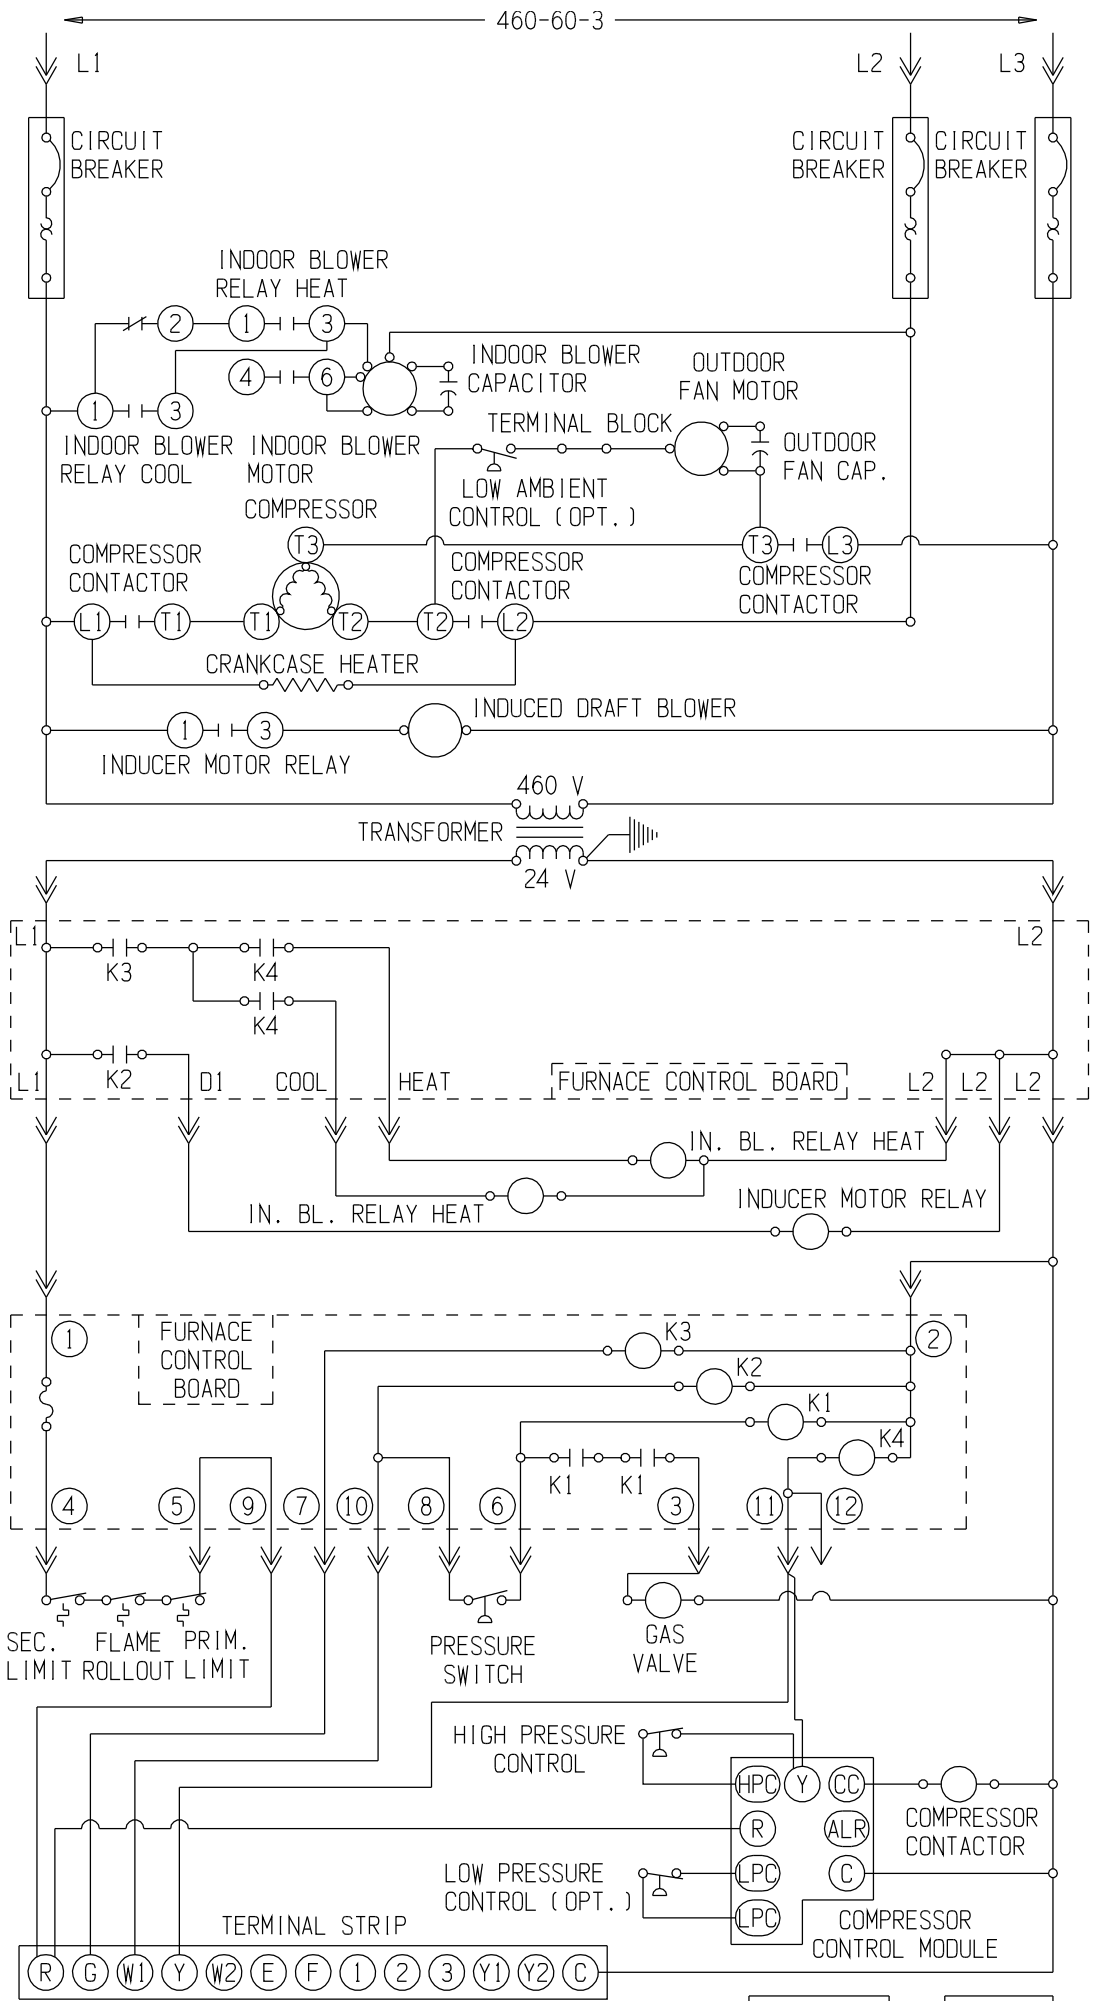 460-60-3
L1
L2
L3
CIRCUIT
BREAKER
CIRCUIT
BREAKER
CIRCUIT
BREAKER
INDOOR BLOWER
RELAY HEAT
2
1
3
4
6
1
3
INDOOR BLOWER
CAPACITOR
OUTDOOR
FAN MOTOR
INDOOR BLOWER
RELAY COOL
INDOOR BLOWER
MOTOR
TERMINAL BLOCK
OUTDOOR
FAN CAP.
LOW AMBIENT
CONTROL (OPT.)
COMPRESSOR
T3
T3
L3
COMPRESSOR
CONTACTOR
COMPRESSOR
CONTACTOR
COMPRESSOR
CONTACTOR
L1
T1
T1
T2
T2
L2
CRANKCASE HEATER
INDUCED DRAFT BLOWER
1
3
INDUCER MOTOR RELAY
460 V
TRANSFORMER
24 V
L1
L2
K3
K4
K4
K2
L1
D1
COOL
HEAT
FURNACE CONTROL BOARD
L2
L2
L2
IN. BL. RELAY HEAT
IN. BL. RELAY HEAT
INDUCER MOTOR RELAY
1
FURNACE
CONTROL
BOARD
K3
2
K2
K1
K4
K1
K1
4
5
9
7
10
8
6
3
11
12
SEC.
LIMIT
FLAME
ROLLOUT
PRIM.
LIMIT
PRESSURE
SWITCH
GAS
VALVE
HIGH PRESSURE
CONTROL
HPC
Y
CC
R
ALR
COMPRESSOR
CONTACTOR
LOW PRESSURE
CONTROL (OPT.)
LPC
C
LPC
COMPRESSOR
CONTROL MODULE
TERMINAL STRIP
R G W1 Y W2 E F 1 2 3 Y1 Y2 C